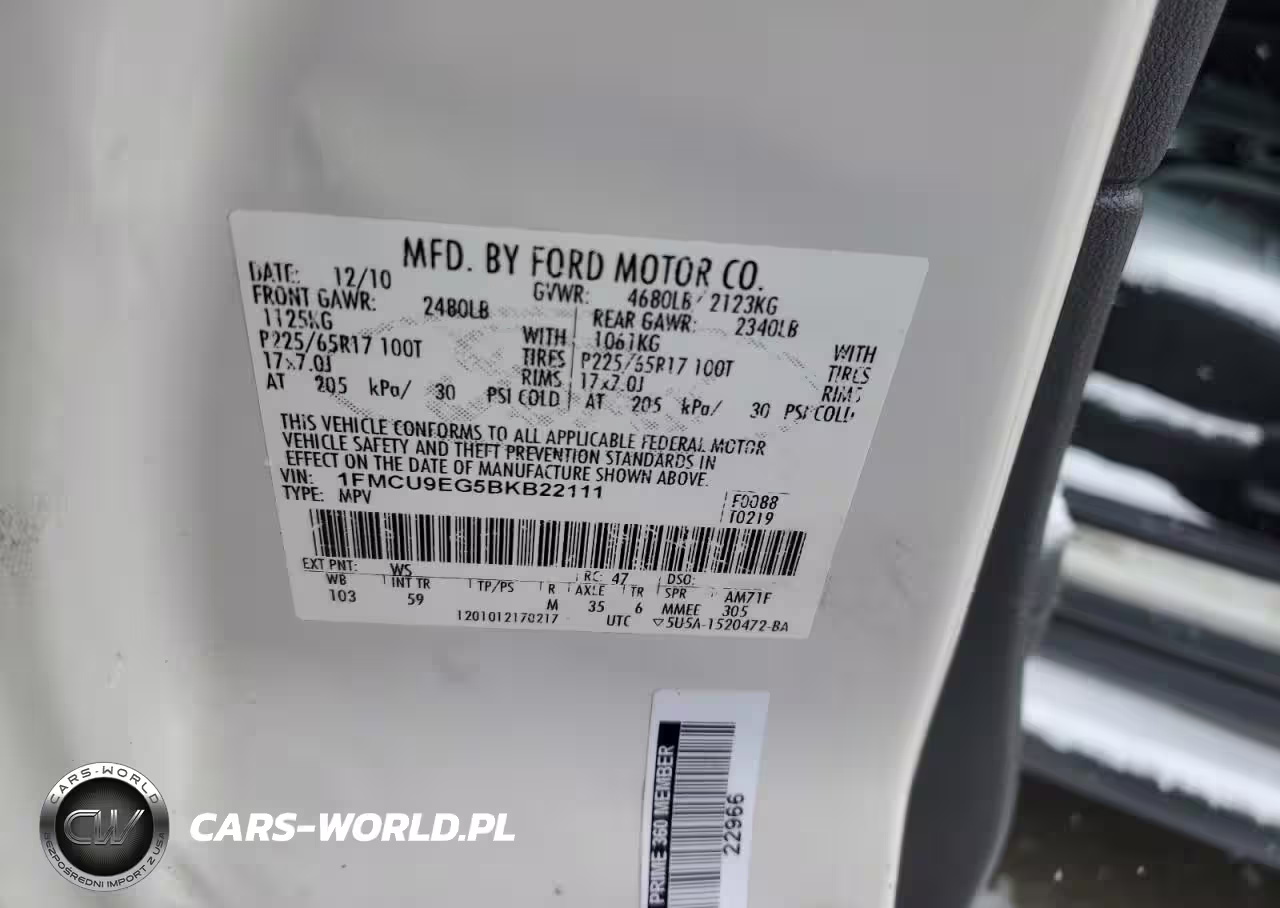 MFD. BY FORD MOTOR CO.
DATE: 12/10 GVWR: 4680LB/ 2123KG
FRONT GAWR: 2480LB REAR GAWR: 2340LB
1125KG WITH 1061KG WITH
P225/65R17 100T TIRES P225/65R17 100T TIRES
17x7.0J RIMS 17x7.0J RIMS
AT 205 kPa/ 30 PSI COLD AT 205 kPa/ 30 PSI COLD
THIS VEHICLE CONFORMS TO ALL APPLICABLE FEDERAL MOTOR
VEHICLE SAFETY AND THEFT PREVENTION STANDARDS IN
EFFECT ON THE DATE OF MANUFACTURE SHOWN ABOVE.
VIN: 1FMCU9EG5BKB22111
TYPE: MPV F0088
T0219
EXT PNT: WS RC: 47 DSO:
WB INT TR TP/PS R AXLE TR SPR AM71F
103 59 M 35 6 MMEE 305
1201012170217 UTC ▽5U5A-1520472-BA
PRIME 360 MEMBER
22966
CARS-WORLD
CW
BEZPOŚREDNI IMPORT Z USA
CARS-WORLD.PL